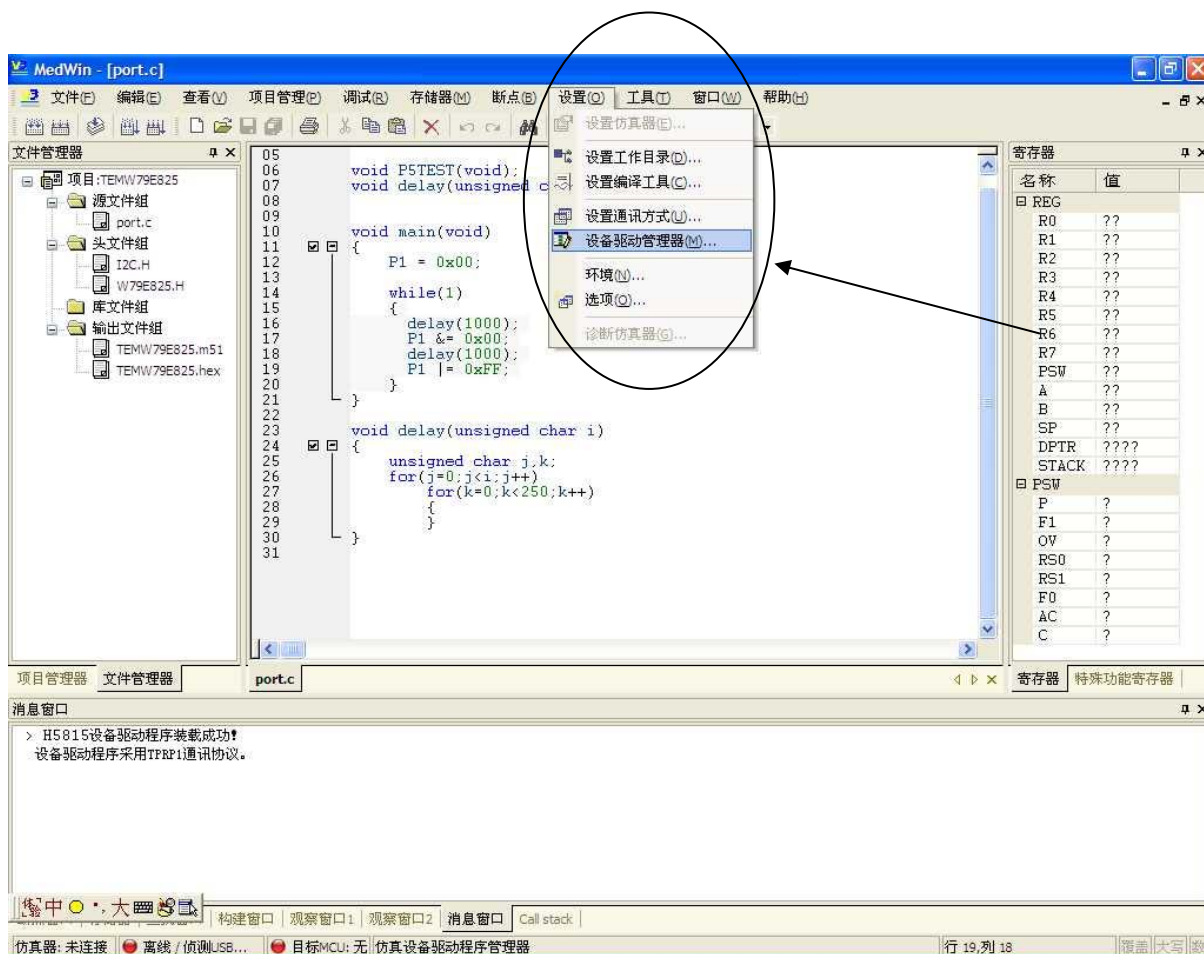 MedWin - [port.c]
文件(F) 编辑(E) 查看(V) 项目管理(P) 调试(R) 存储器(M) 断点(B) 设置(O) 工具(T) 窗口(W) 帮助(H)
设置仿真器(E)...
设置工作目录(D)...
设置编译工具(C)...
设置通讯方式(U)...
设备驱动管理器(M)...
环境(N)...
选项(O)...
诊断仿真器(G)...
文件管理器
项目:TEMW79E825
源文件组
port.c
头文件组
I2C.H
W79E825.H
库文件组
输出文件组
TEMW79E825.m51
TEMW79E825.hex
项目管理器 文件管理器
05
06 void P5TEST(void);
07 void delay(unsigned c
08
09
10 void main(void)
11 {
12 P1 = 0x00;
13
14 while(1)
15 {
16 delay(1000);
17 P1 &= 0x00;
18 delay(1000);
19 P1 |= 0xFF;
20 }
21 }
22
23 void delay(unsigned char i)
24 {
25 unsigned char j,k;
26 for(j=0;j<i;j++)
27 for(k=0;k<250;k++)
28 {
29 }
30 }
31
port.c
寄存器
名称 值
REG
R0 ??
R1 ??
R2 ??
R3 ??
R4 ??
R5 ??
R6 ??
R7 ??
PSW ??
A ??
B ??
SP ??
DPTR ????
STACK ????
PSW
P ?
F1 ?
OV ?
RS0 ?
RS1 ?
F0 ?
AC ?
C ?
寄存器 特殊功能寄存器
消息窗口
> H5815设备驱动程序装载成功!
设备驱动程序采用TPRP1通讯协议。
中 大
构建窗口 观察窗口1 观察窗口2 消息窗口 Call stack
仿真器: 未连接 离线 / 侦测USB... 目标MCU: 无 仿真设备驱动程序管理器 行 19,列 18 覆盖 大写 数